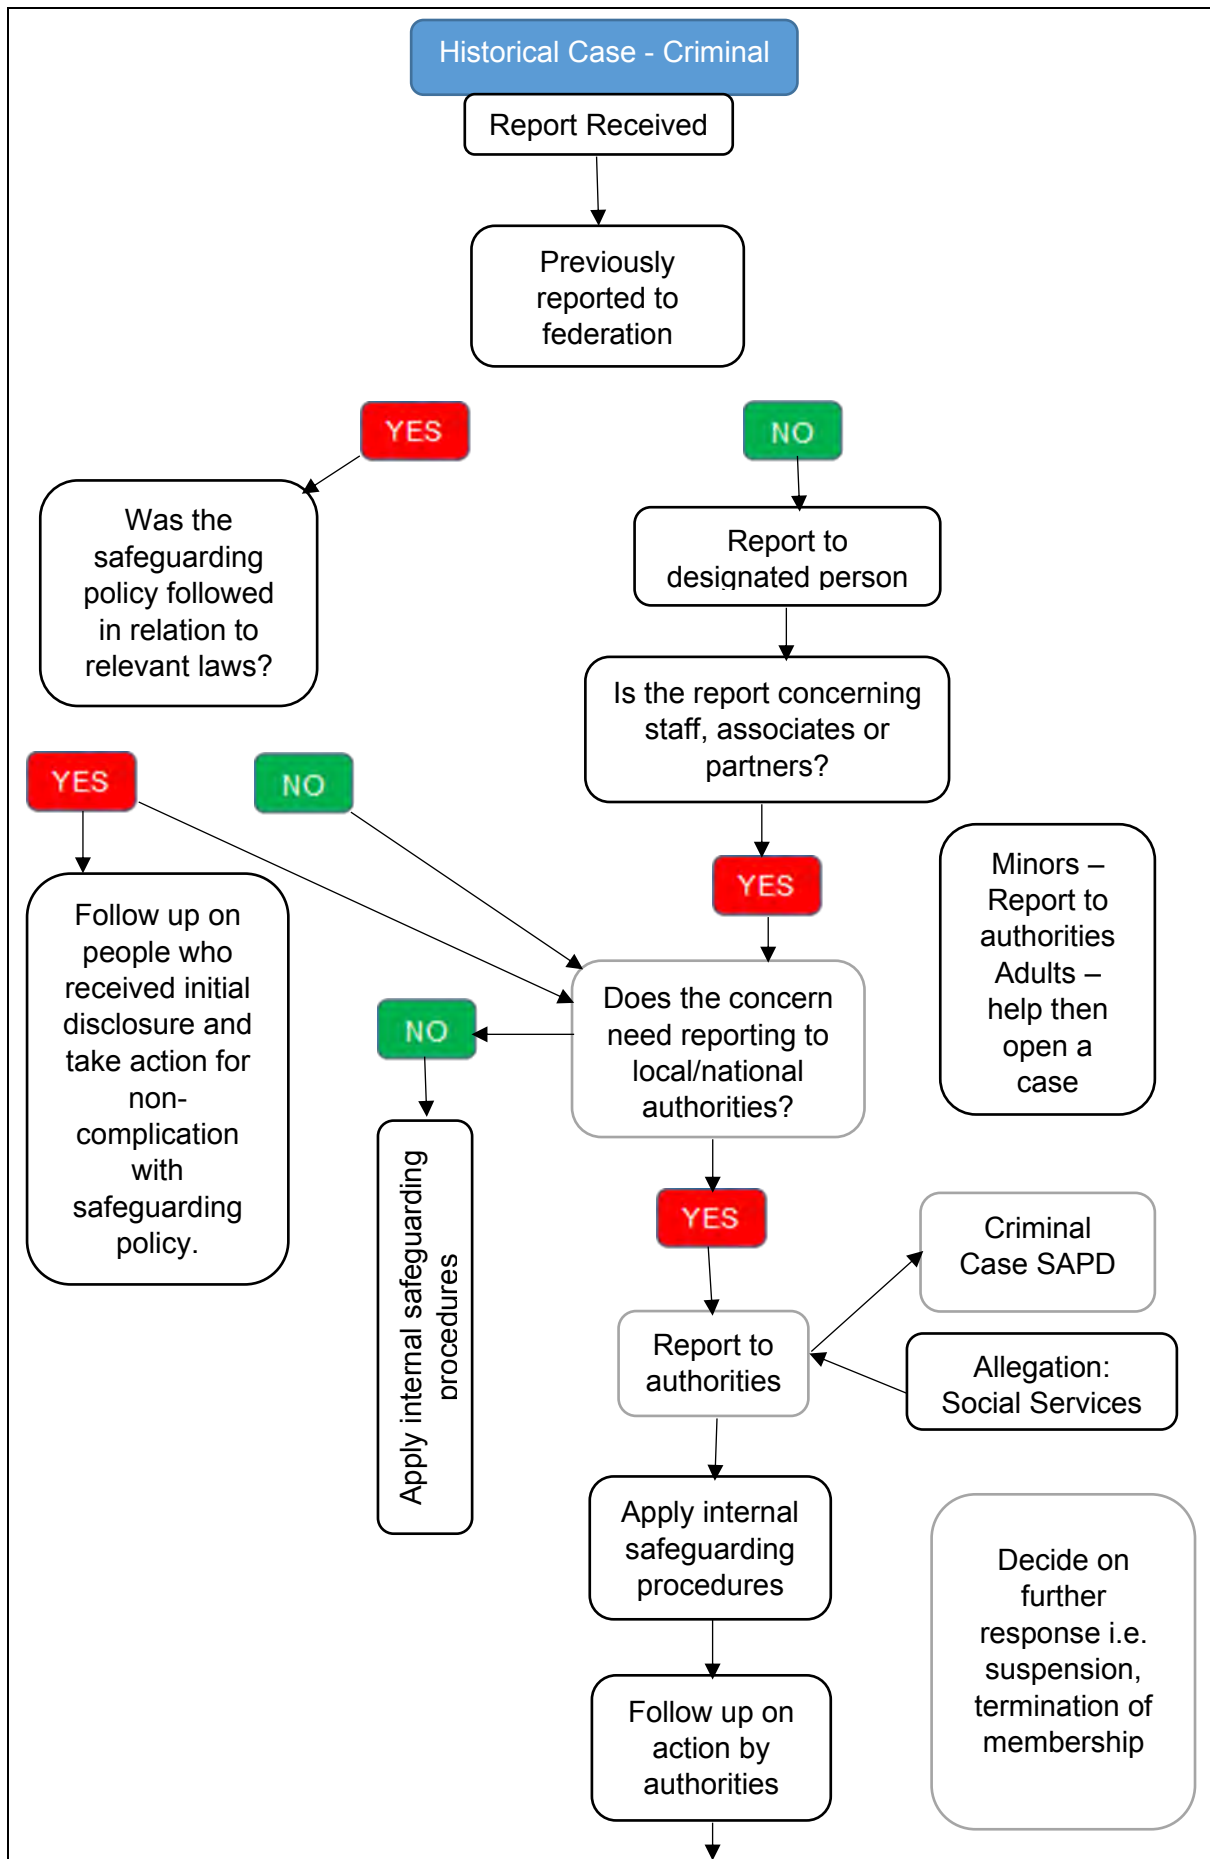 Historical Case - Criminal
Report Received
Previously
reported to
federation
YES
NO
Was the
safeguarding
policy followed
in relation to
relevant laws?
Report to
designated person
Is the report concerning
staff, associates or
partners?
YES
NO
YES
Minors –
Report to
authorities
Adults –
help then
open a
case
Follow up on
people who
received initial
disclosure and
take action for
non-
complication
with
safeguarding
policy.
NO
Does the concern
need reporting to
local/national
authorities?
Apply internal safeguarding
procedures
YES
Criminal
Case SAPD
Report to
authorities
Allegation:
Social Services
Apply internal
safeguarding
procedures
Decide on
further
response i.e.
suspension,
termination of
membership
Follow up on
action by
authorities